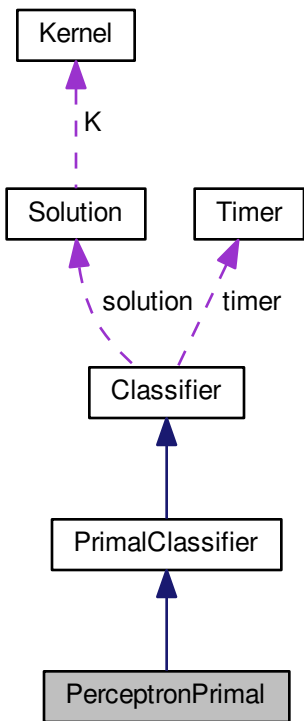 Kernel
K
Solution
Timer
solution
timer
Classifier
PrimalClassifier
PerceptronPrimal